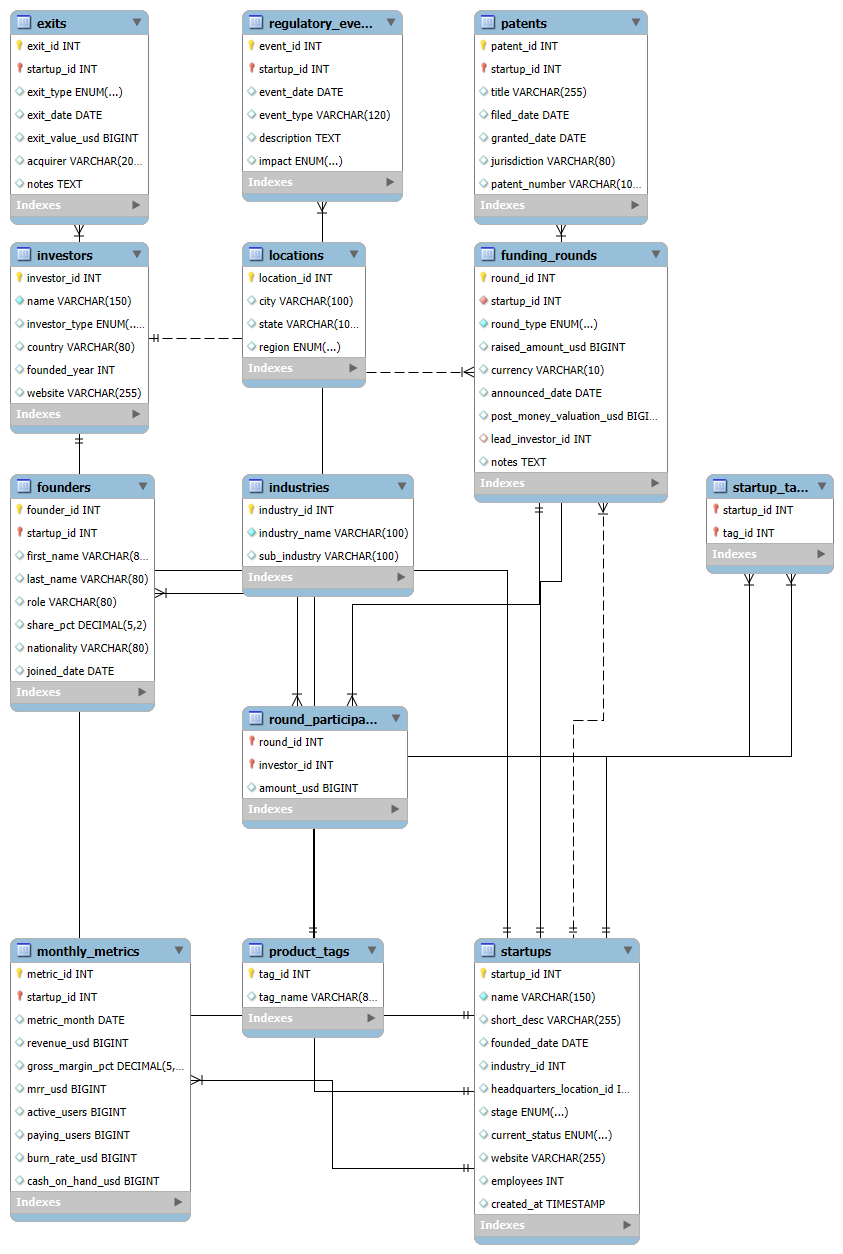 exits
exit_id INT
startup_id INT
exit_type ENUM(...)
exit_date DATE
exit_value_usd BIGINT
acquirer VARCHAR(20...
notes TEXT
Indexes
regulatory_eve...
event_id INT
startup_id INT
event_date DATE
event_type VARCHAR(120)
description TEXT
impact ENUM(...)
Indexes
patents
patent_id INT
startup_id INT
title VARCHAR(255)
filed_date DATE
granted_date DATE
jurisdiction VARCHAR(80)
patent_number VARCHAR(10...
Indexes
investors
investor_id INT
name VARCHAR(150)
investor_type ENUM(.....
country VARCHAR(80)
founded_year INT
website VARCHAR(255)
Indexes
locations
location_id INT
city VARCHAR(100)
state VARCHAR(10...
region ENUM(...)
Indexes
funding_rounds
round_id INT
startup_id INT
round_type ENUM(...)
raised_amount_usd BIGINT
currency VARCHAR(10)
announced_date DATE
post_money_valuation_usd BIGI...
lead_investor_id INT
notes TEXT
Indexes
founders
founder_id INT
startup_id INT
first_name VARCHAR(8...
last_name VARCHAR(80)
role VARCHAR(80)
share_pct DECIMAL(5,2)
nationality VARCHAR(80)
joined_date DATE
Indexes
industries
industry_id INT
industry_name VARCHAR(100)
sub_industry VARCHAR(100)
Indexes
startup_ta...
startup_id INT
tag_id INT
Indexes
round_participa...
round_id INT
investor_id INT
amount_usd BIGINT
Indexes
monthly_metrics
metric_id INT
startup_id INT
metric_month DATE
revenue_usd BIGINT
gross_margin_pct DECIMAL(5,...
mrr_usd BIGINT
active_users BIGINT
paying_users BIGINT
burn_rate_usd BIGINT
cash_on_hand_usd BIGINT
Indexes
product_tags
tag_id INT
tag_name VARCHAR(8...
Indexes
startups
startup_id INT
name VARCHAR(150)
short_desc VARCHAR(255)
founded_date DATE
industry_id INT
headquarters_location_id I...
stage ENUM(...)
current_status ENUM(...)
website VARCHAR(255)
employees INT
created_at TIMESTAMP
Indexes